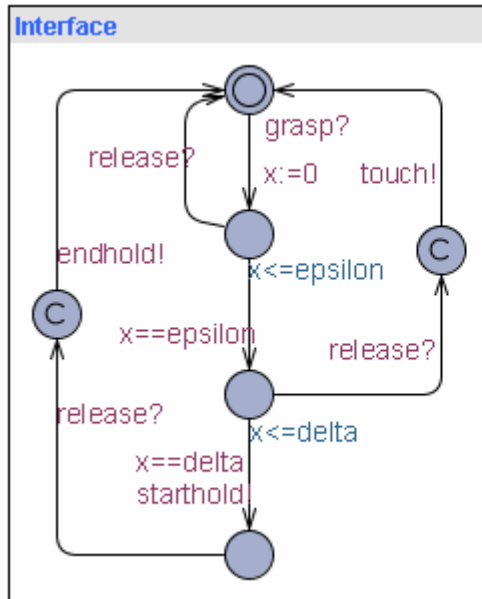 Interface
grasp?
release?
x:=0
touch!
endhold!
C
x<=epsilon
C
x==epsilon
release?
release?
x<=delta
x==delta
starthold!